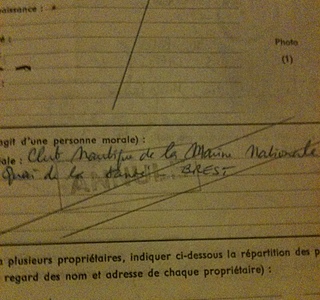 naissance :
é :
Photo
(1)
agit d'une personne morale) :
ale : Club Nautique de la Marine Nationale
Quai de la - BREST
ANNULÉ
a plusieurs propriétaires, indiquer ci-dessous la répartition des p
regard des nom et adresse de chaque propriétaire) :